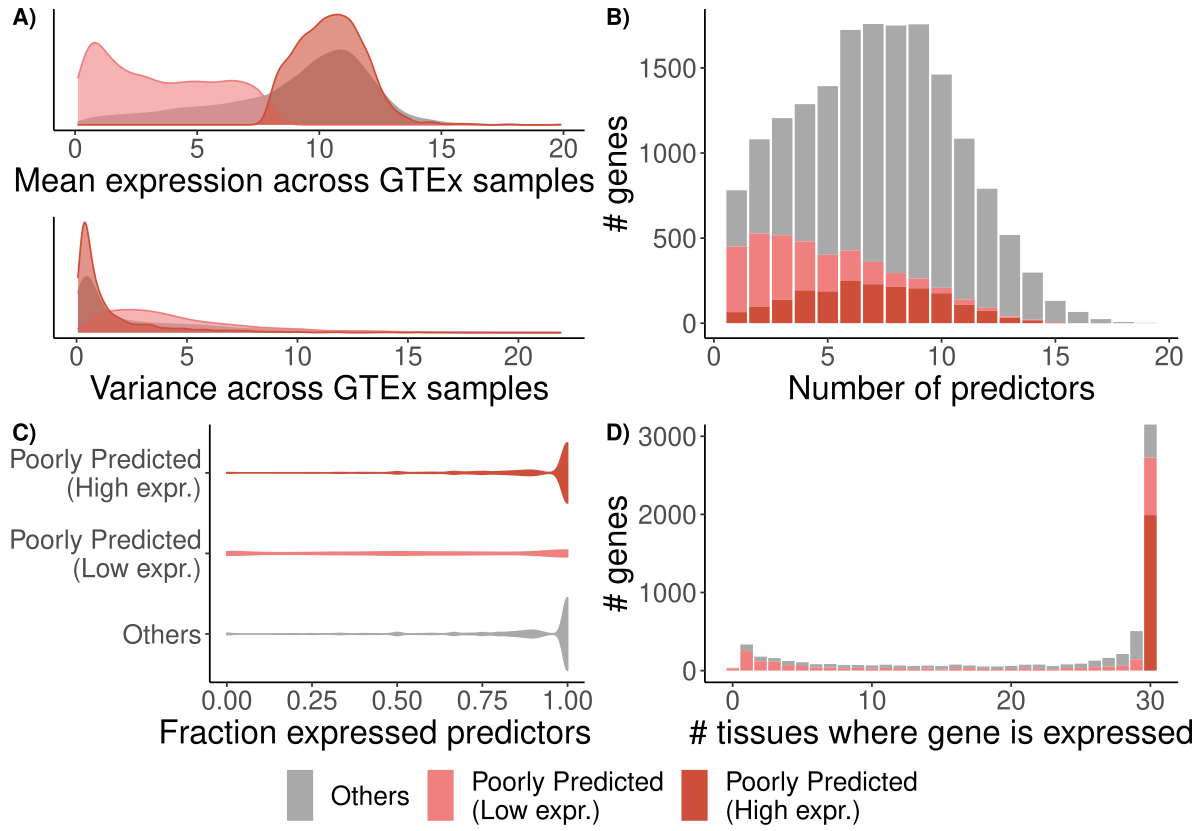 A)
0 5 10 15 20
Mean expression across GTEx samples
0 5 10 15 20
Variance across GTEx samples
B)
# genes
1500
1000
500
0
0 5 10 15 20
Number of predictors
C)
Poorly Predicted
(High expr.)
Poorly Predicted
(Low expr.)
Others
0.00 0.25 0.50 0.75 1.00
Fraction expressed predictors
D)
# genes
3000
2000
1000
0
0 10 20 30
# tissues where gene is expressed
Others
Poorly Predicted
(Low expr.)
Poorly Predicted
(High expr.)